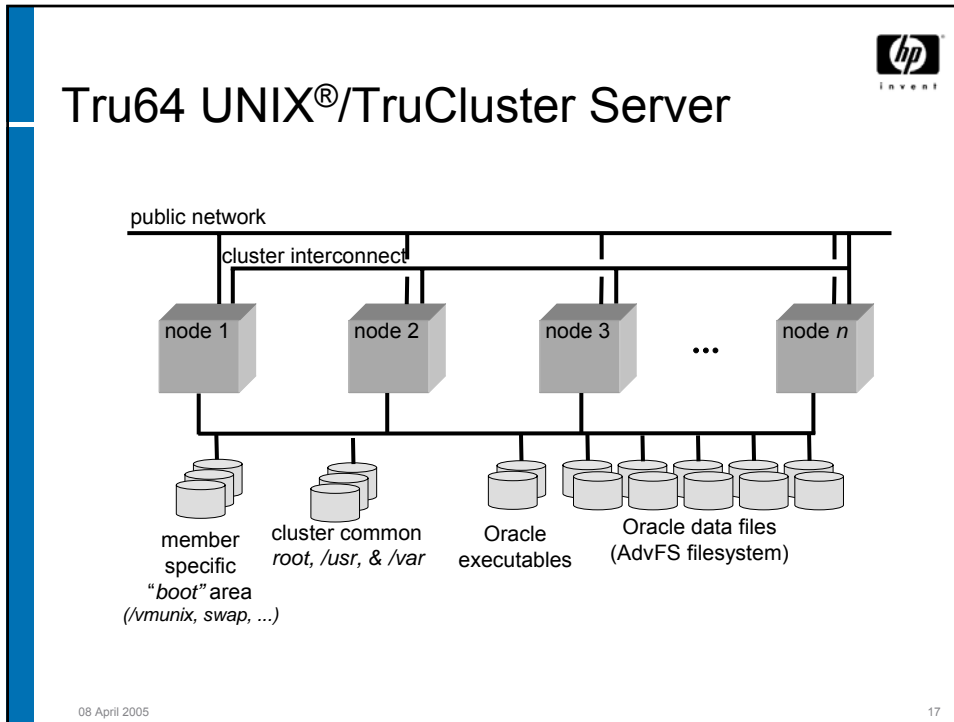 hp
invent
Tru64 UNIX®/TruCluster Server
public network
cluster interconnect
node 1
node 2
node 3
...
node n
member
specific
"boot" area
(/vmunix, swap, ...)
cluster common
root, /usr, & /var
Oracle
executables
Oracle data files
(AdvFS filesystem)
08 April 2005
17